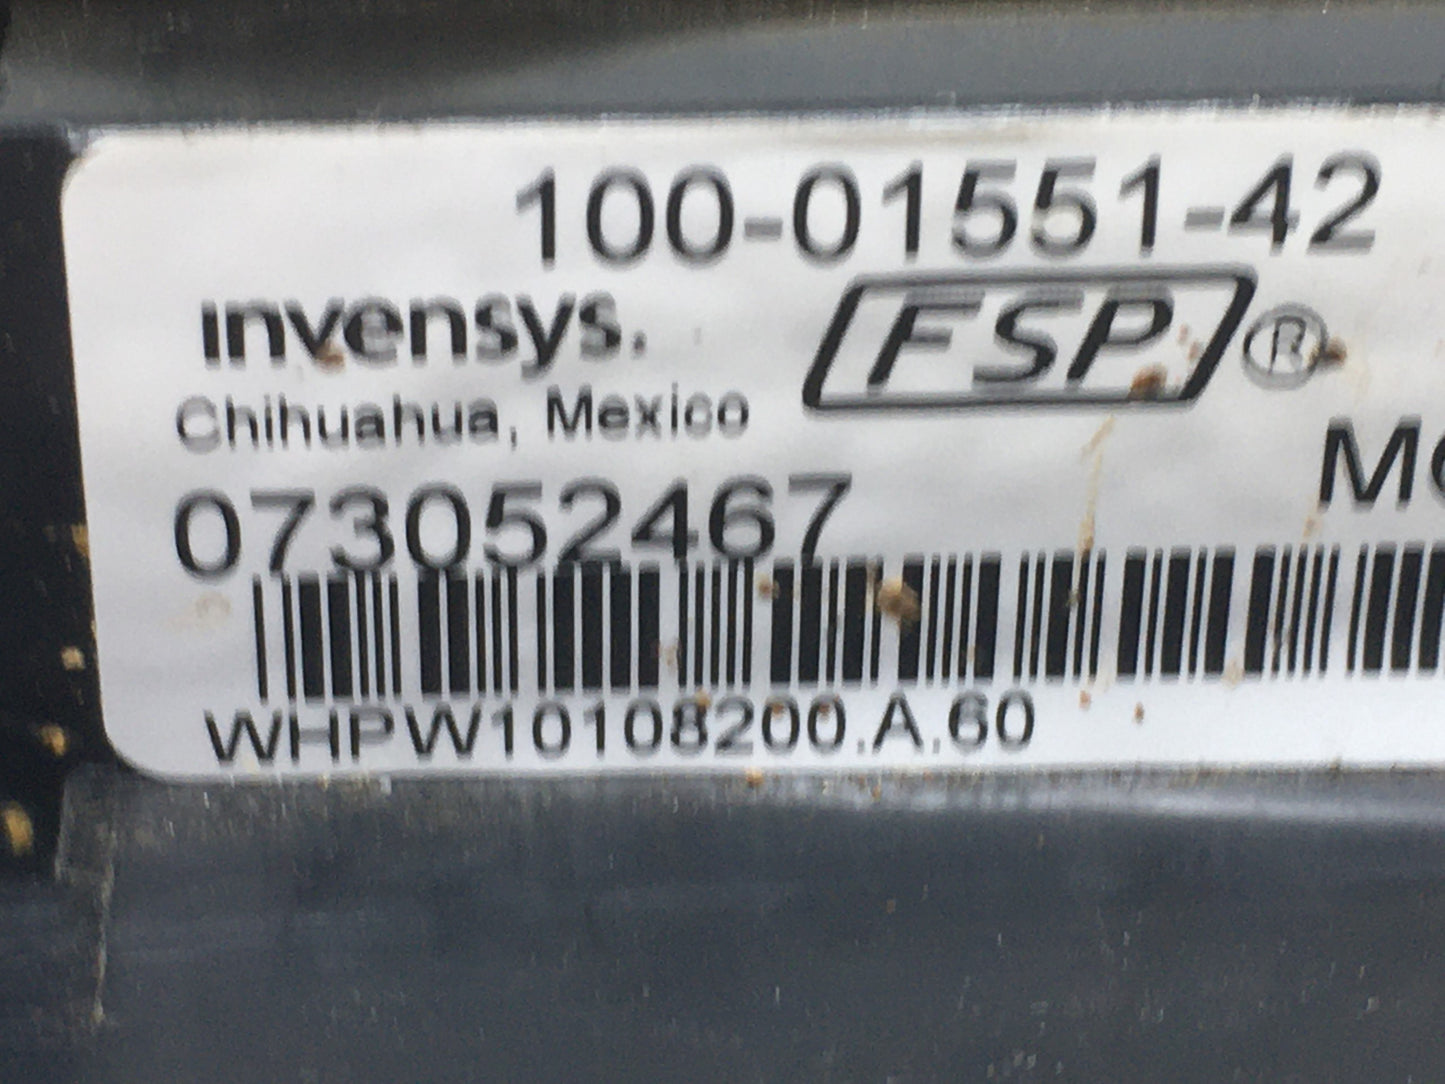 100-01551-42
invensys.
FSP®
Chihuahua, Mexico
073052467
WHPW10108200.A.60